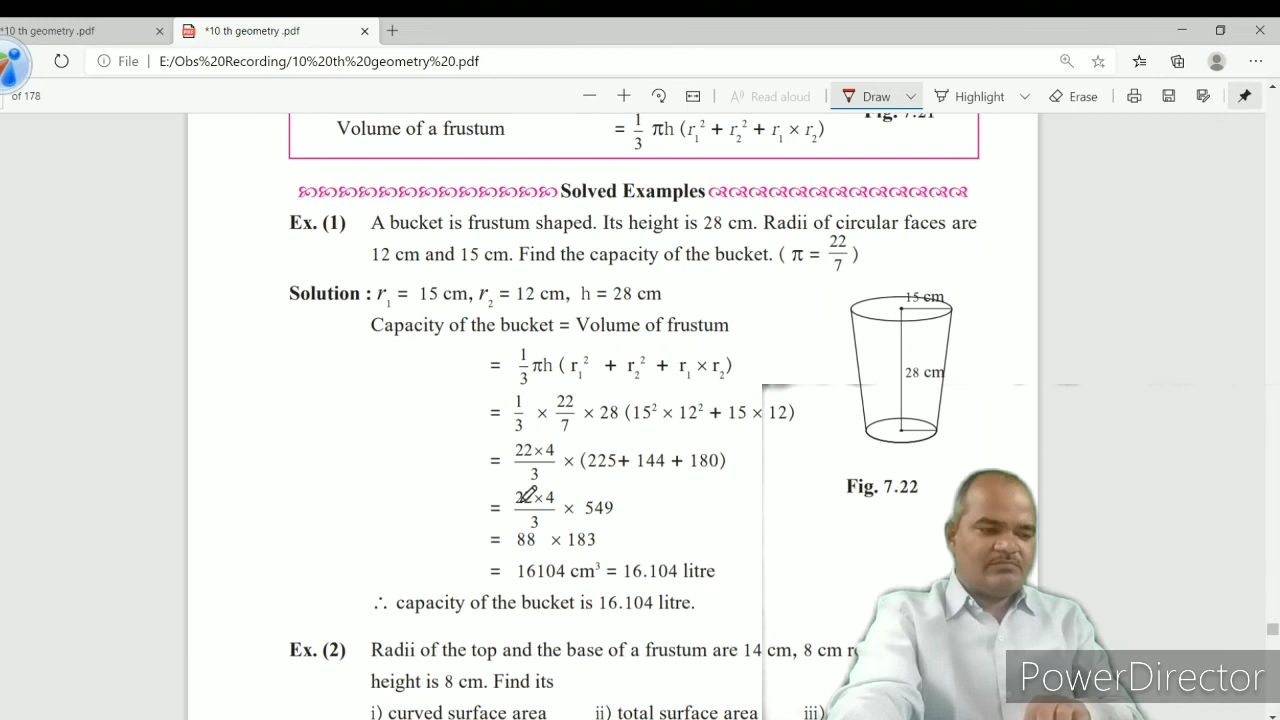 *10 th geometry .pdf
*10 th geometry .pdf
File | E:/Obs%20Recording/10%20th%20geometry%20.pdf
of 178
Read aloud
Draw
Highlight
Erase
Volume of a frustum = 1/3 πh (r₁² + r₂² + r₁ × r₂)
Solved Examples
Ex. (1) A bucket is frustum shaped. Its height is 28 cm. Radii of circular faces are
12 cm and 15 cm. Find the capacity of the bucket. ( π = 22/7 )
Solution : r₁ = 15 cm, r₂ = 12 cm, h = 28 cm
15 cm
Capacity of the bucket = Volume of frustum
= 1/3 πh ( r₁² + r₂² + r₁ × r₂)
28 cm
= 1/3 × 22/7 × 28 (15² × 12² + 15 × 12)
= 22×4/3 × (225+ 144 + 180)
Fig. 7.22
= 22×4/3 × 549
= 88 × 183
= 16104 cm³ = 16.104 litre
∴ capacity of the bucket is 16.104 litre.
Ex. (2) Radii of the top and the base of a frustum are 14 cm, 8 cm
height is 8 cm. Find its
i) curved surface area ii) total surface area iii)
PowerDirector